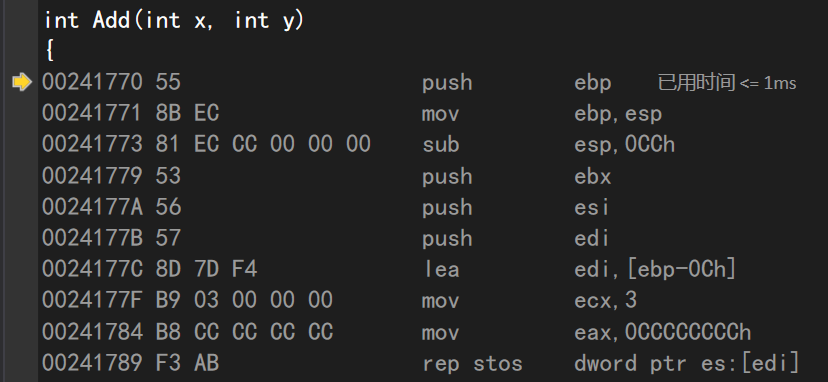 int Add(int x, int y)
{
00241770 55 push ebp 已用时间 <= 1ms
00241771 8B EC mov ebp,esp
00241773 81 EC CC 00 00 00 sub esp,0CCh
00241779 53 push ebx
0024177A 56 push esi
0024177B 57 push edi
0024177C 8D 7D F4 lea edi,[ebp-0Ch]
0024177F B9 03 00 00 00 mov ecx,3
00241784 B8 CC CC CC CC mov eax,0CCCCCCCCh
00241789 F3 AB rep stos dword ptr es:[edi]